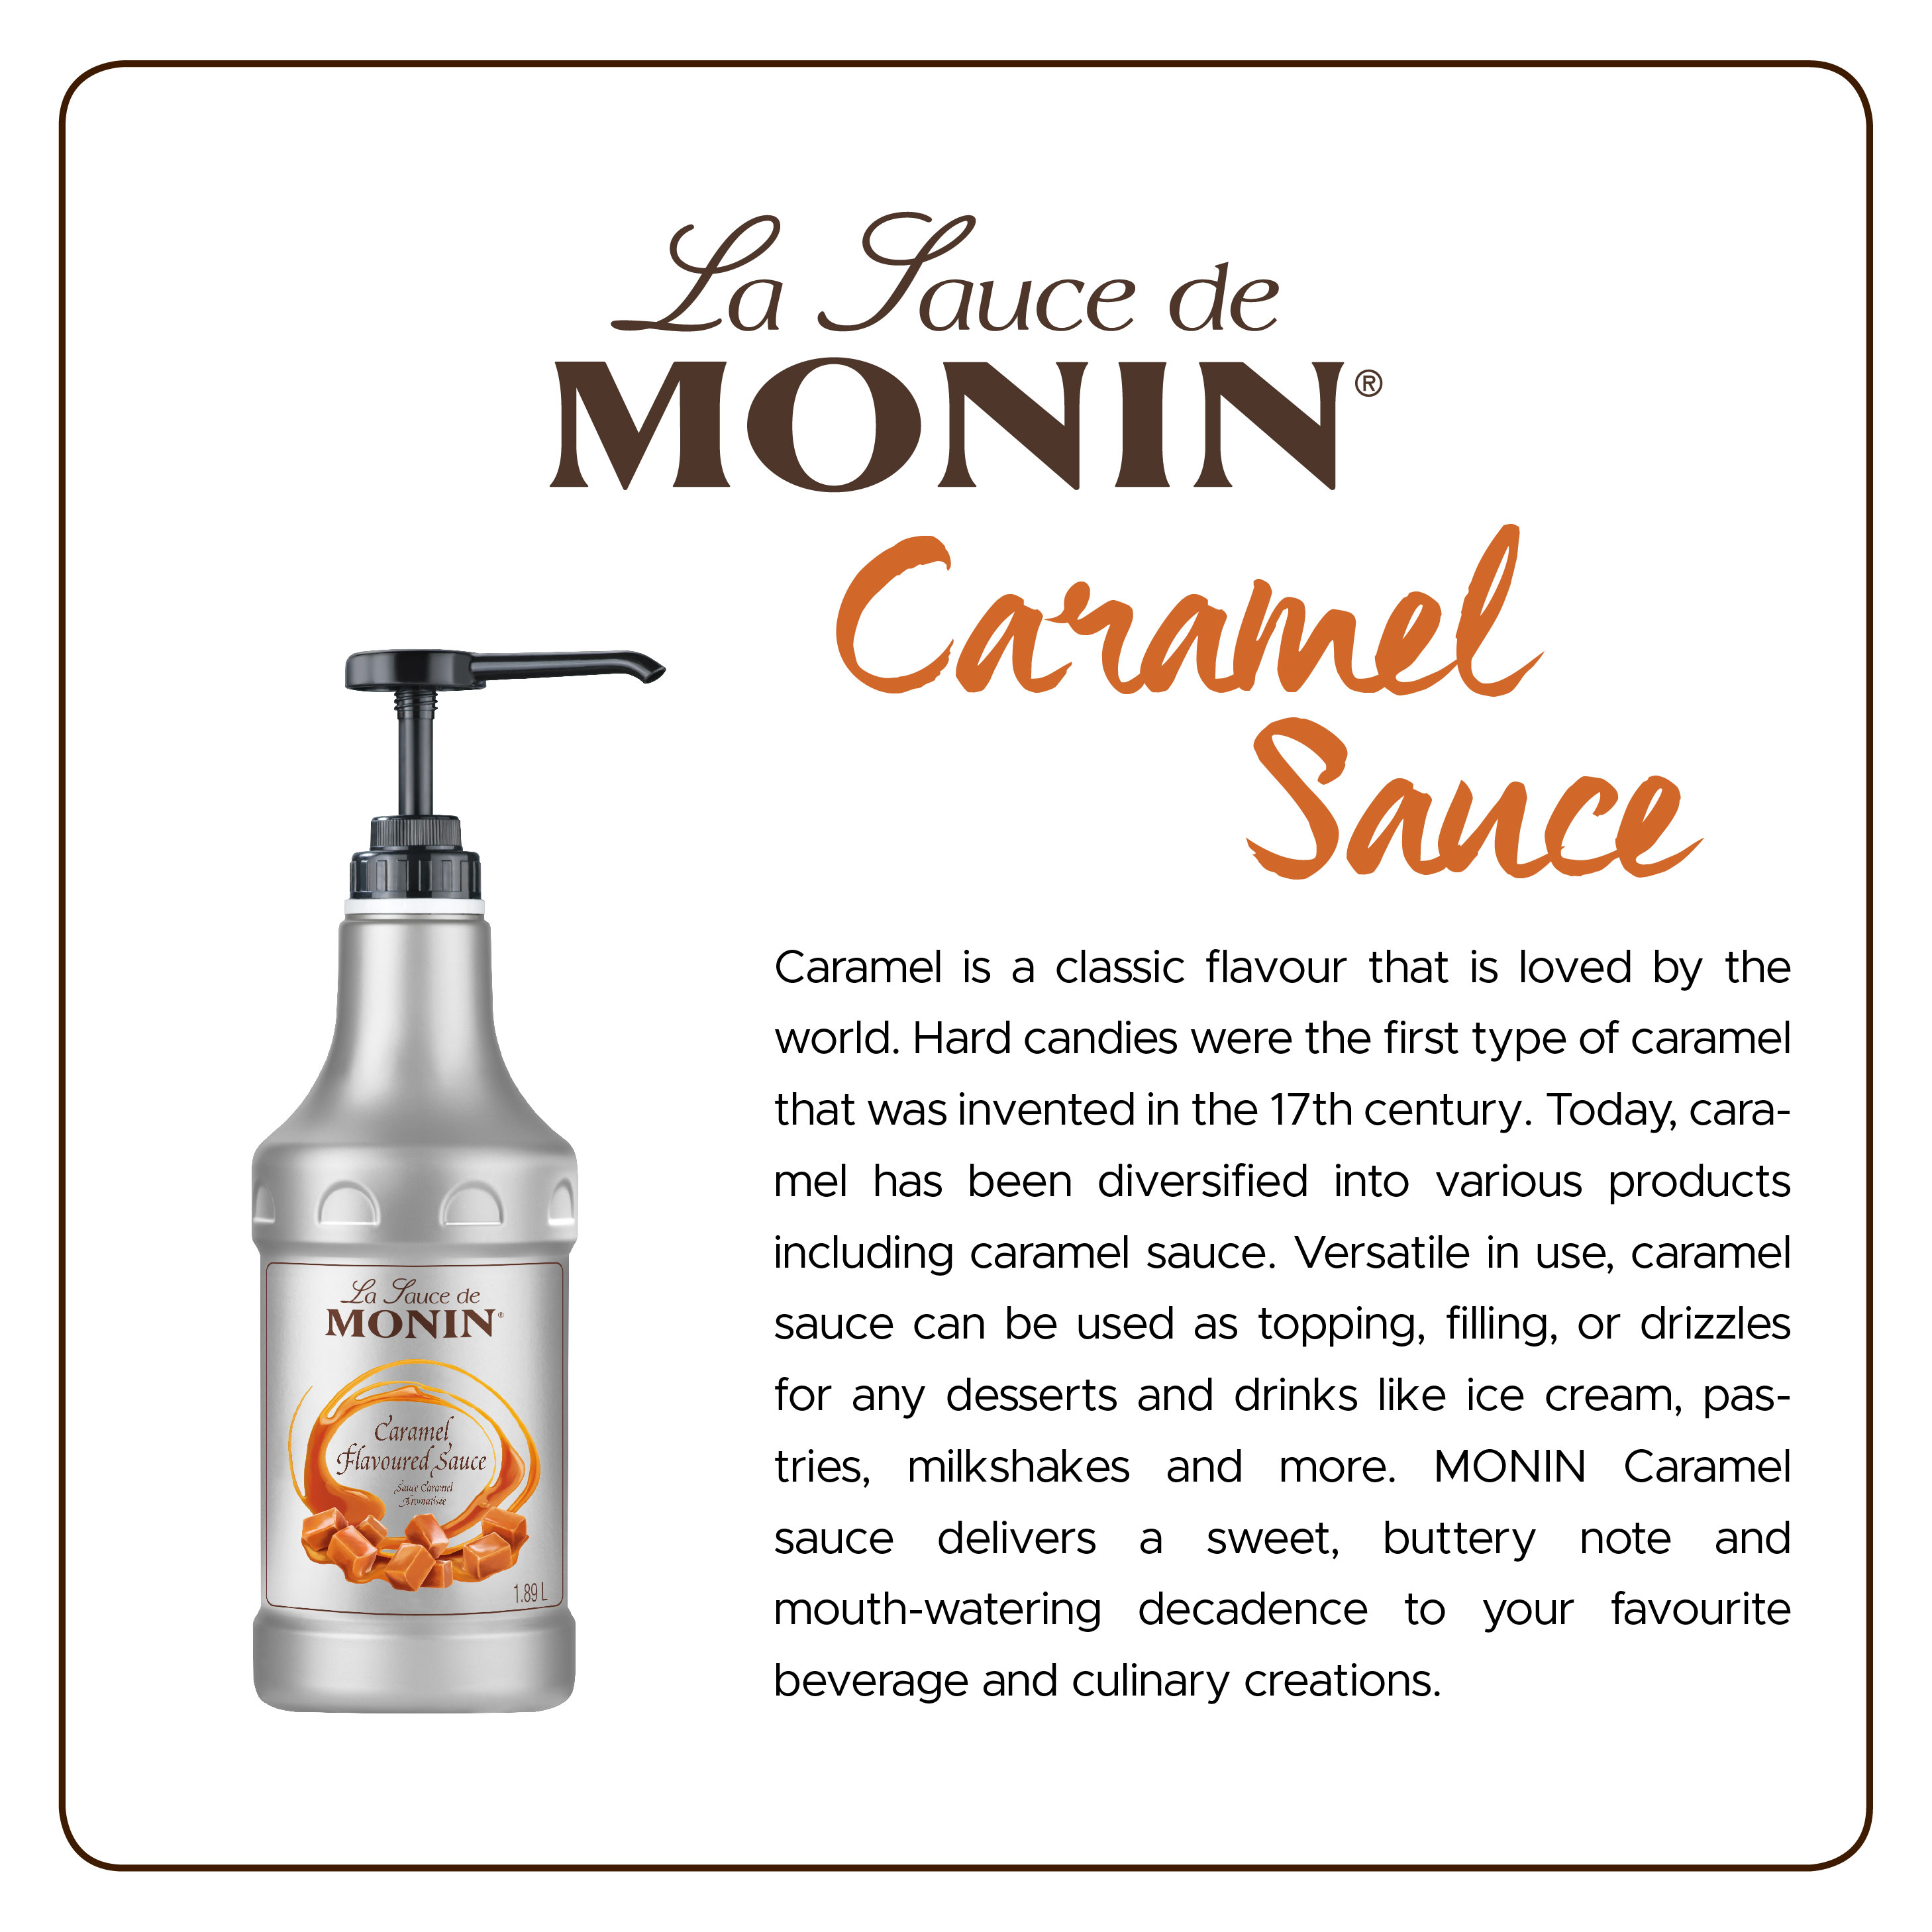 La Sauce de
MONIN®
Caramel
Sauce
Caramel is a classic flavour that is loved by the
world. Hard candies were the first type of caramel
that was invented in the 17th century. Today, cara-
mel has been diversified into various products
including caramel sauce. Versatile in use, caramel
sauce can be used as topping, filling, or drizzles
for any desserts and drinks like ice cream, pas-
tries, milkshakes and more. MONIN Caramel
sauce delivers a sweet, buttery note and
mouth-watering decadence to your favourite
beverage and culinary creations.
La Sauce de
MONIN®
Caramel
Flavoured Sauce
Sauce Caramel
Aromatisée
1.89 L